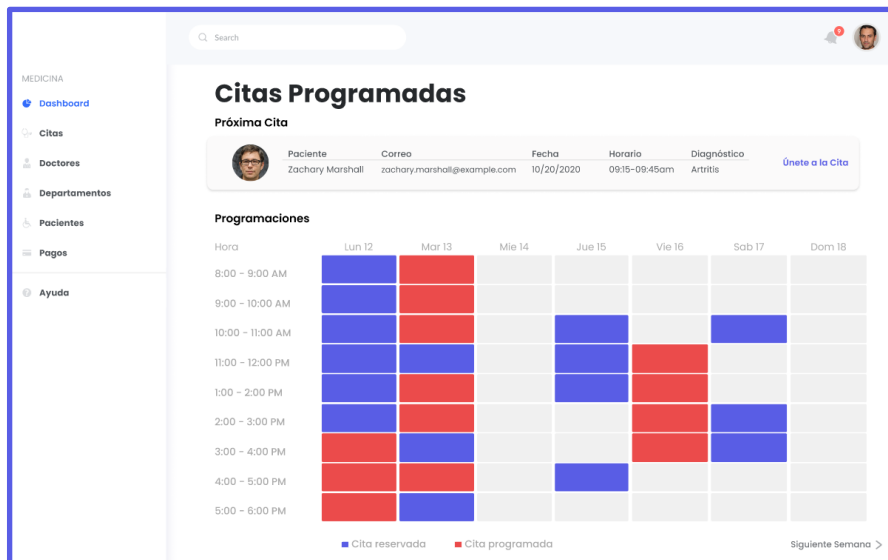 Search
9
MEDICINA
Dashboard
Citas
Doctores
Departamentos
Pacientes
Pagos
Ayuda
Citas Programadas
Próxima Cita
Paciente Correo Fecha Horario Diagnóstico
Zachary Marshall zachary.marshall@example.com 10/20/2020 09:15-09:45am Artritis
Únete a la Cita
Programaciones
Hora Lun 12 Mar 13 Mie 14 Jue 15 Vie 16 Sab 17 Dom 18
8:00 - 9:00 AM
9:00 - 10:00 AM
10:00 - 11:00 AM
11:00 - 12:00 PM
1:00 - 2:00 PM
2:00 - 3:00 PM
3:00 - 4:00 PM
4:00 - 5:00 PM
5:00 - 6:00 PM
Cita reservada Cita programada
Siguiente Semana